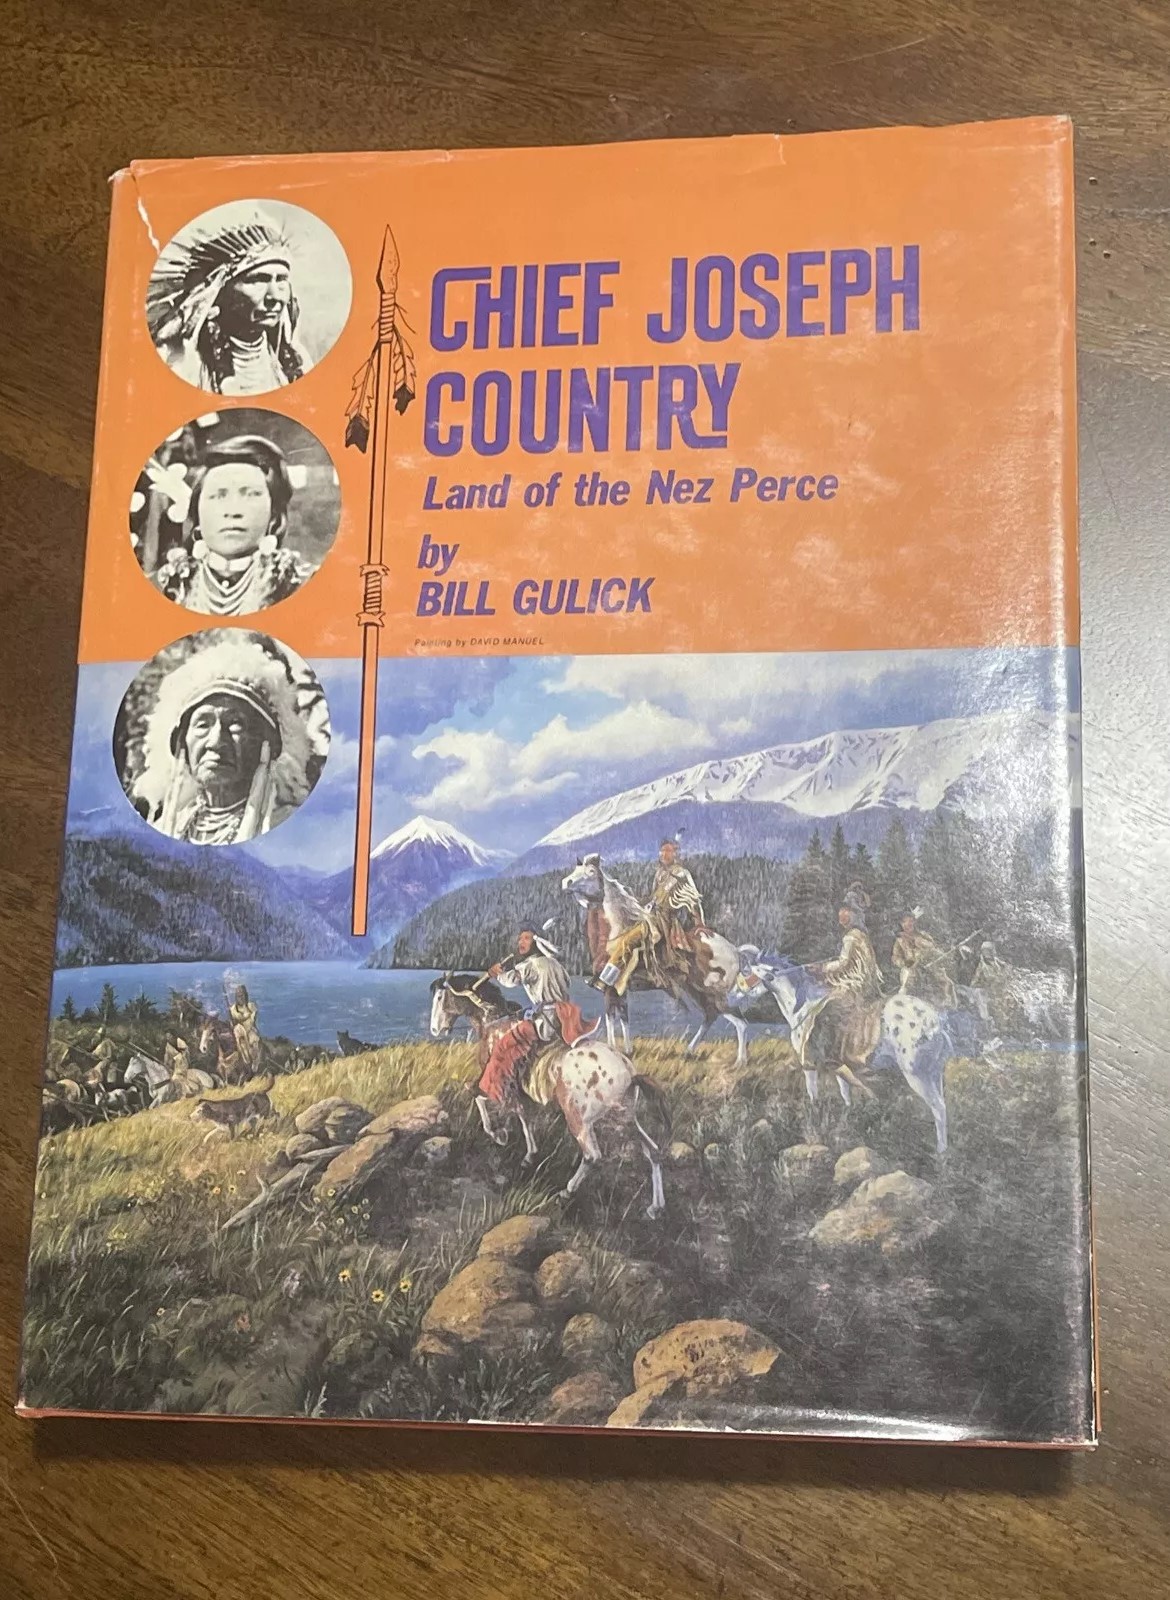 CHIEF JOSEPH
COUNTRY
Land of the Nez Perce
by
BILL GULICK
Painting by DAVID MANUEL